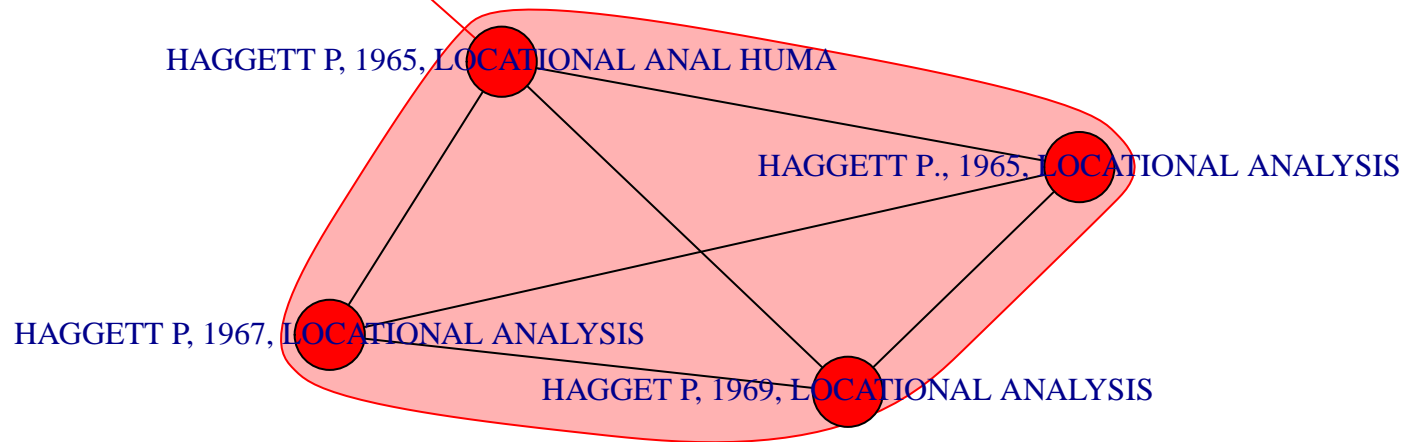 HAGGETT P, 1965, LOCATIONAL ANAL HUMA
HAGGETT P., 1965, LOCATIONAL ANALYSIS
HAGGETT P, 1967, LOCATIONAL ANALYSIS
HAGGET P, 1969, LOCATIONAL ANALYSIS